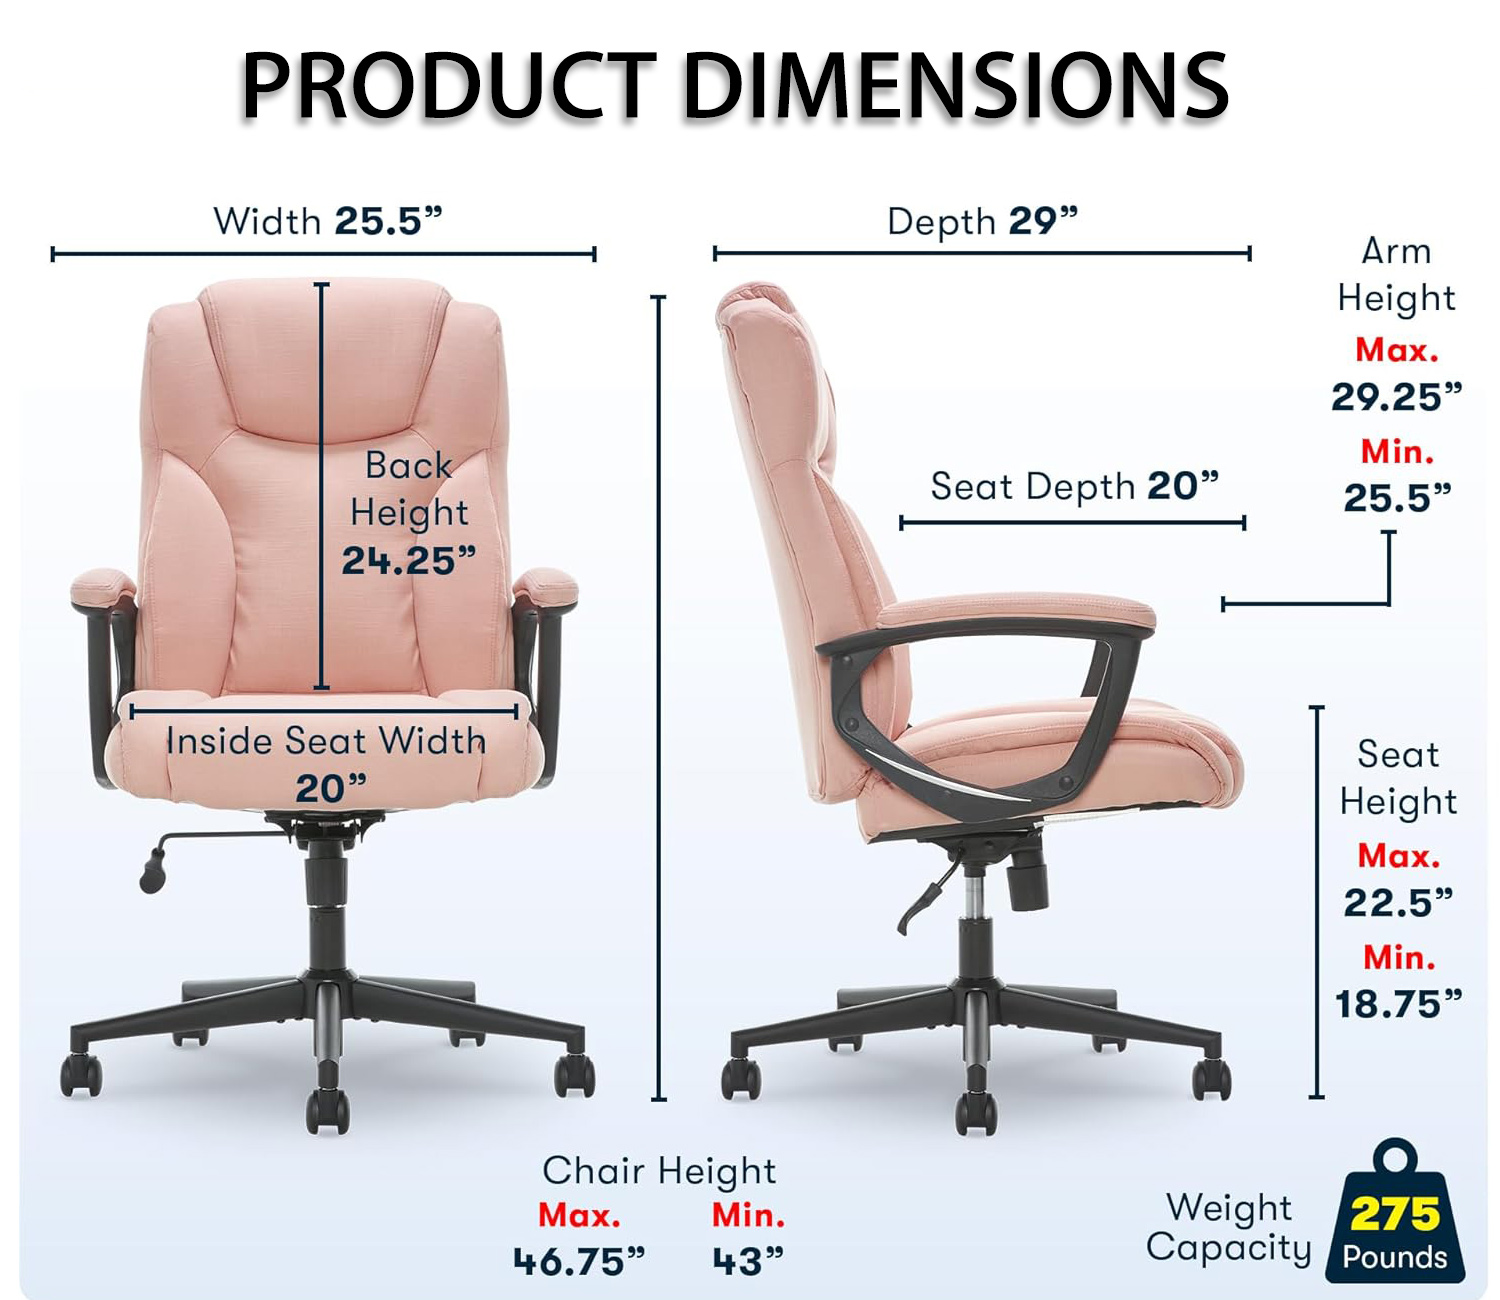 PRODUCT DIMENSIONS
Width 25.5”
Depth 29”
Arm
Height
Max.
29.25”
Min.
25.5”
Back
Height
24.25”
Seat Depth 20”
Inside Seat Width
20”
Seat
Height
Max.
22.5”
Min.
18.75”
Chair Height
Max. Min.
46.75” 43”
Weight
Capacity
275
Pounds